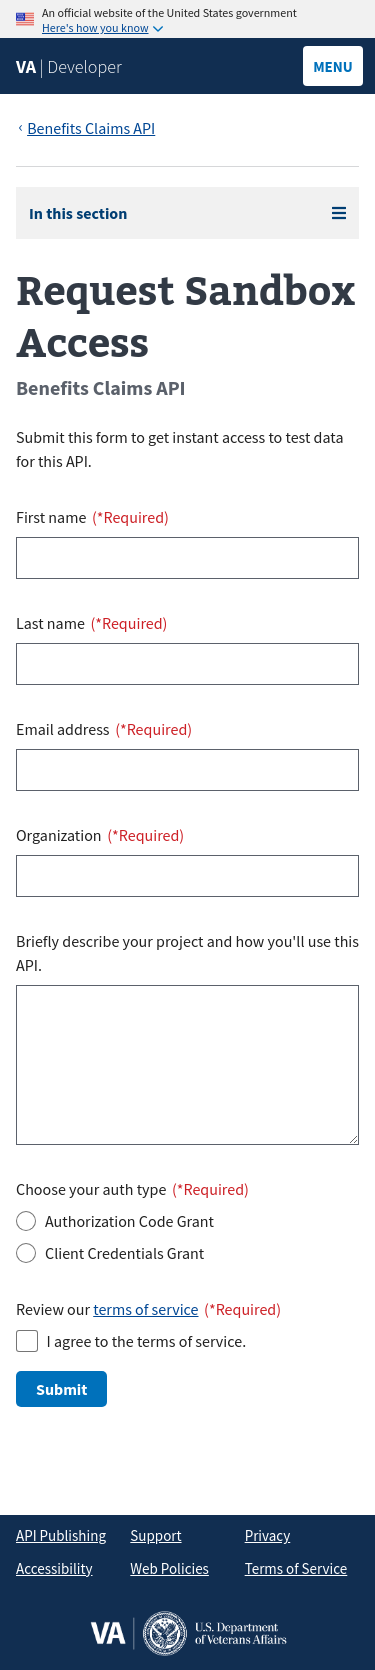 An official website of the United States government
Here's how you know
VA | Developer
MENU
‹ Benefits Claims API
In this section
Request Sandbox
Access
Benefits Claims API
Submit this form to get instant access to test data
for this API.
First name (*Required)
Last name (*Required)
Email address (*Required)
Organization (*Required)
Briefly describe your project and how you'll use this
API.
Choose your auth type (*Required)
Authorization Code Grant
Client Credentials Grant
Review our terms of service (*Required)
I agree to the terms of service.
Submit
API Publishing Support Privacy
Accessibility Web Policies Terms of Service
VA | U.S. Department
of Veterans Affairs